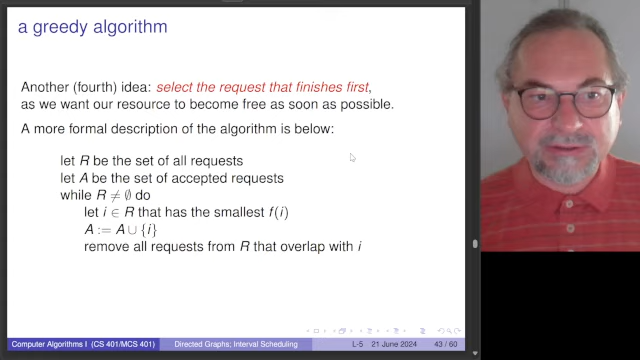 a greedy algorithm
Another (fourth) idea: select the request that finishes first,
as we want our resource to become free as soon as possible.
A more formal description of the algorithm is below:
let R be the set of all requests
let A be the set of accepted requests
while R ≠ ∅ do
let i ∈ R that has the smallest f(i)
A := A ∪ {i}
remove all requests from R that overlap with i
Computer Algorithms I (CS 401/MCS 401) Directed Graphs; Interval Scheduling L-5 21 June 2024 43 / 60